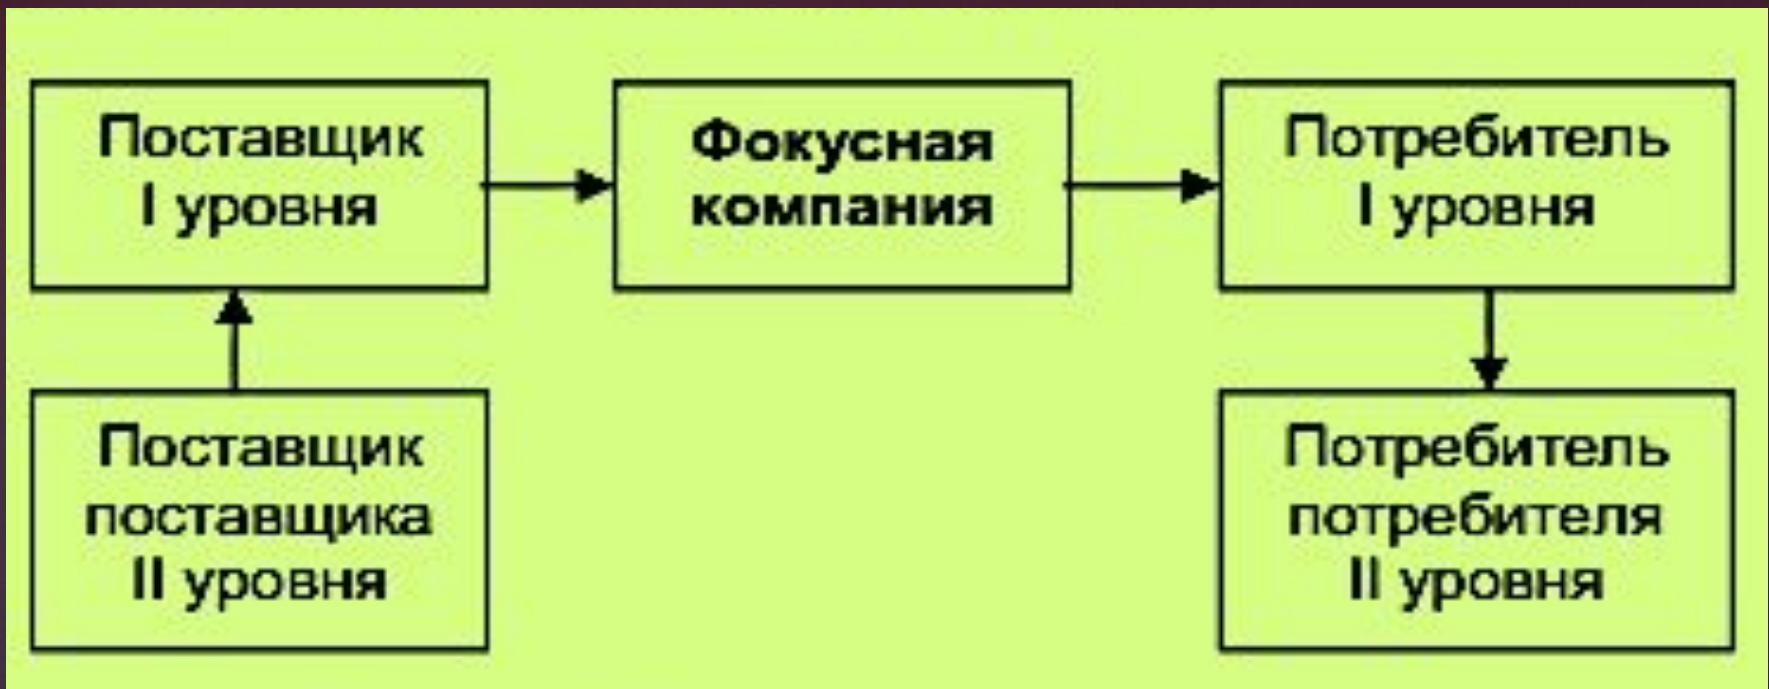 Поставщик
I уровня
Фокусная
компания
Потребитель
I уровня
Поставщик
поставщика
II уровня
Потребитель
потребителя
II уровня